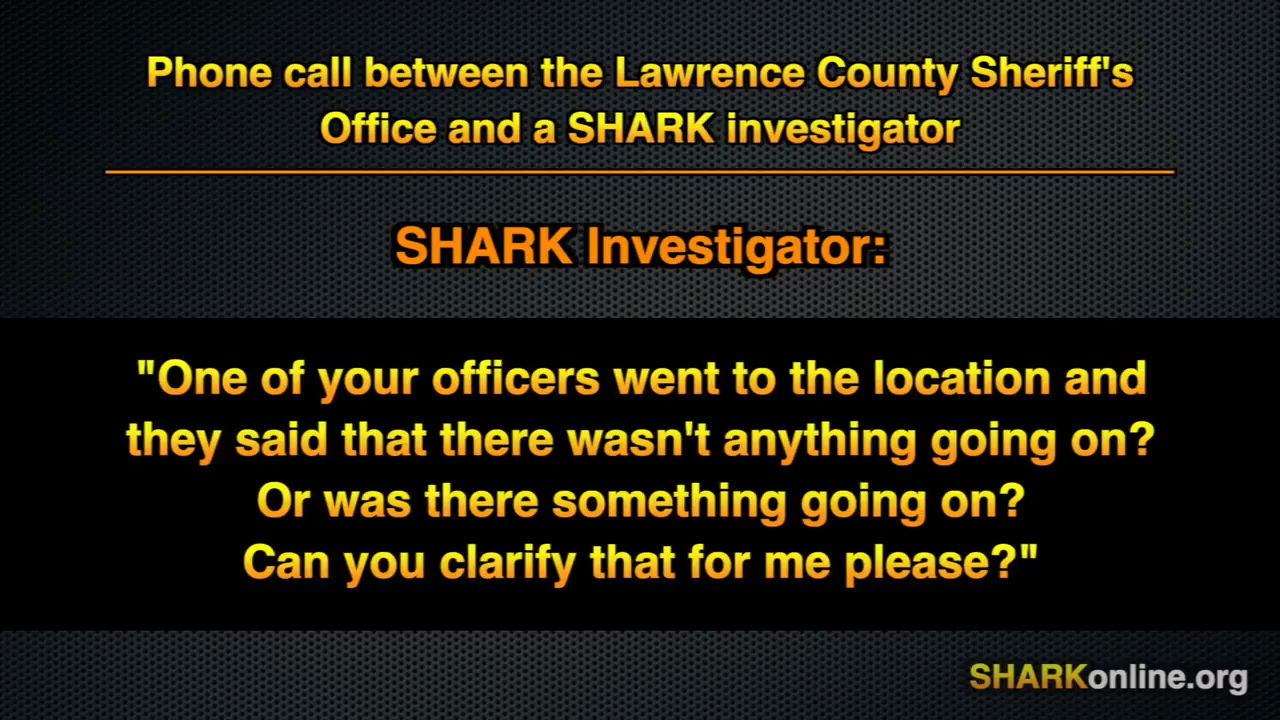 Phone call between the Lawrence County Sheriff's
Office and a SHARK investigator
SHARK Investigator:
"One of your officers went to the location and
they said that there wasn't anything going on?
Or was there something going on?
Can you clarify that for me please?"
SHARKonline.org